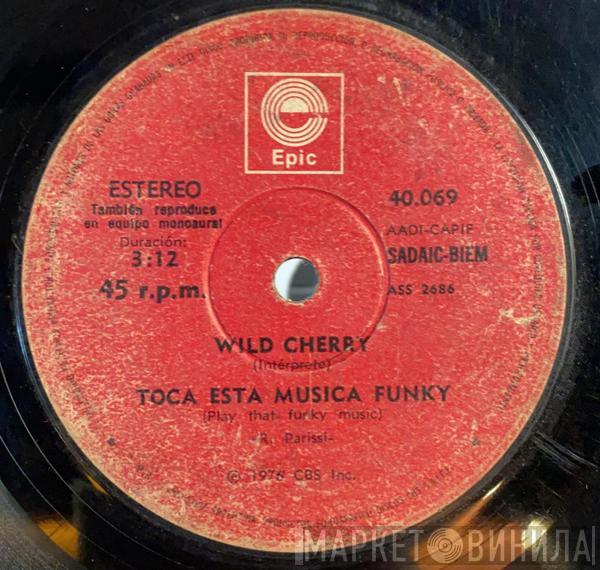 Epic
ESTEREO
También reproduce
en equipo monoaural
Duración:
3:12
45 r.p.m.
40.069
AADI-CAPIF
SADAIC-BIEM
ASS 2686
WILD CHERRY
(Intérprete)
TOCA ESTA MUSICA FUNKY
(Play that funky music)
-R. Parissi-
© 1976 CBS Inc.
МАРКЕТ ВИНИЛА